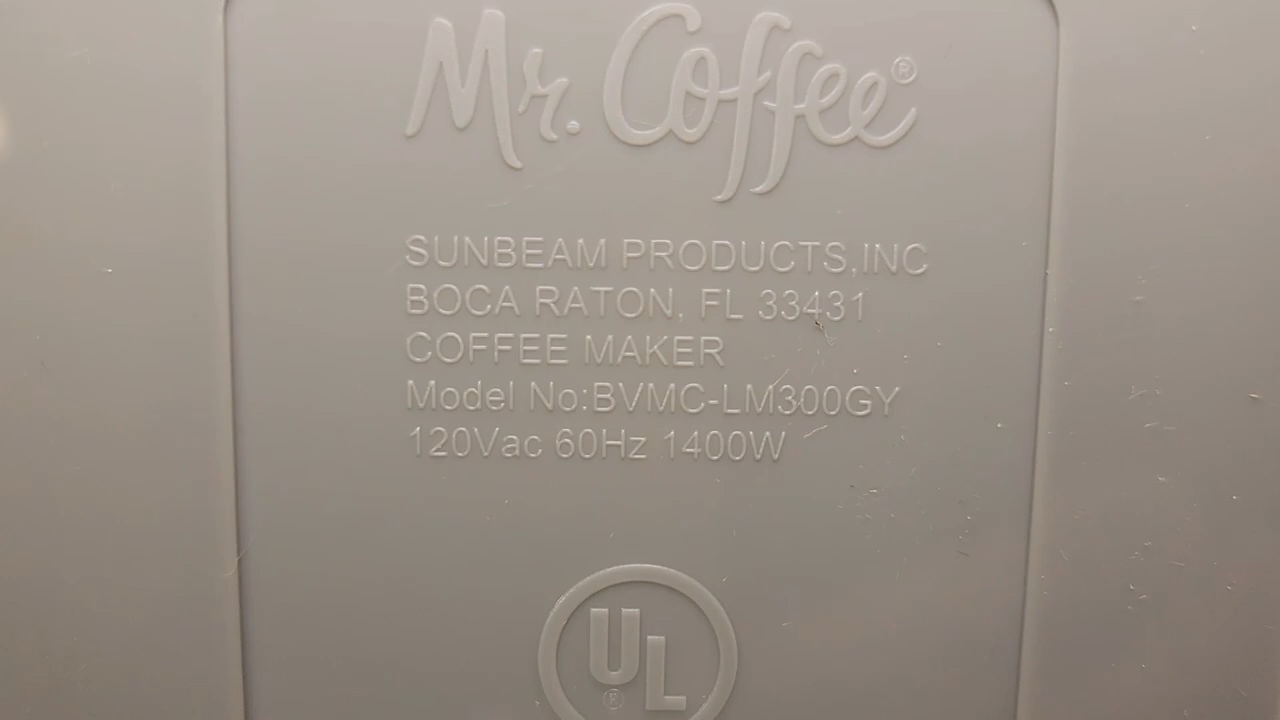 Mr. Coffee®
SUNBEAM PRODUCTS,INC
BOCA RATON, FL 33431
COFFEE MAKER
Model No:BVMC-LM300GY
120Vac 60Hz 1400W
UL
®